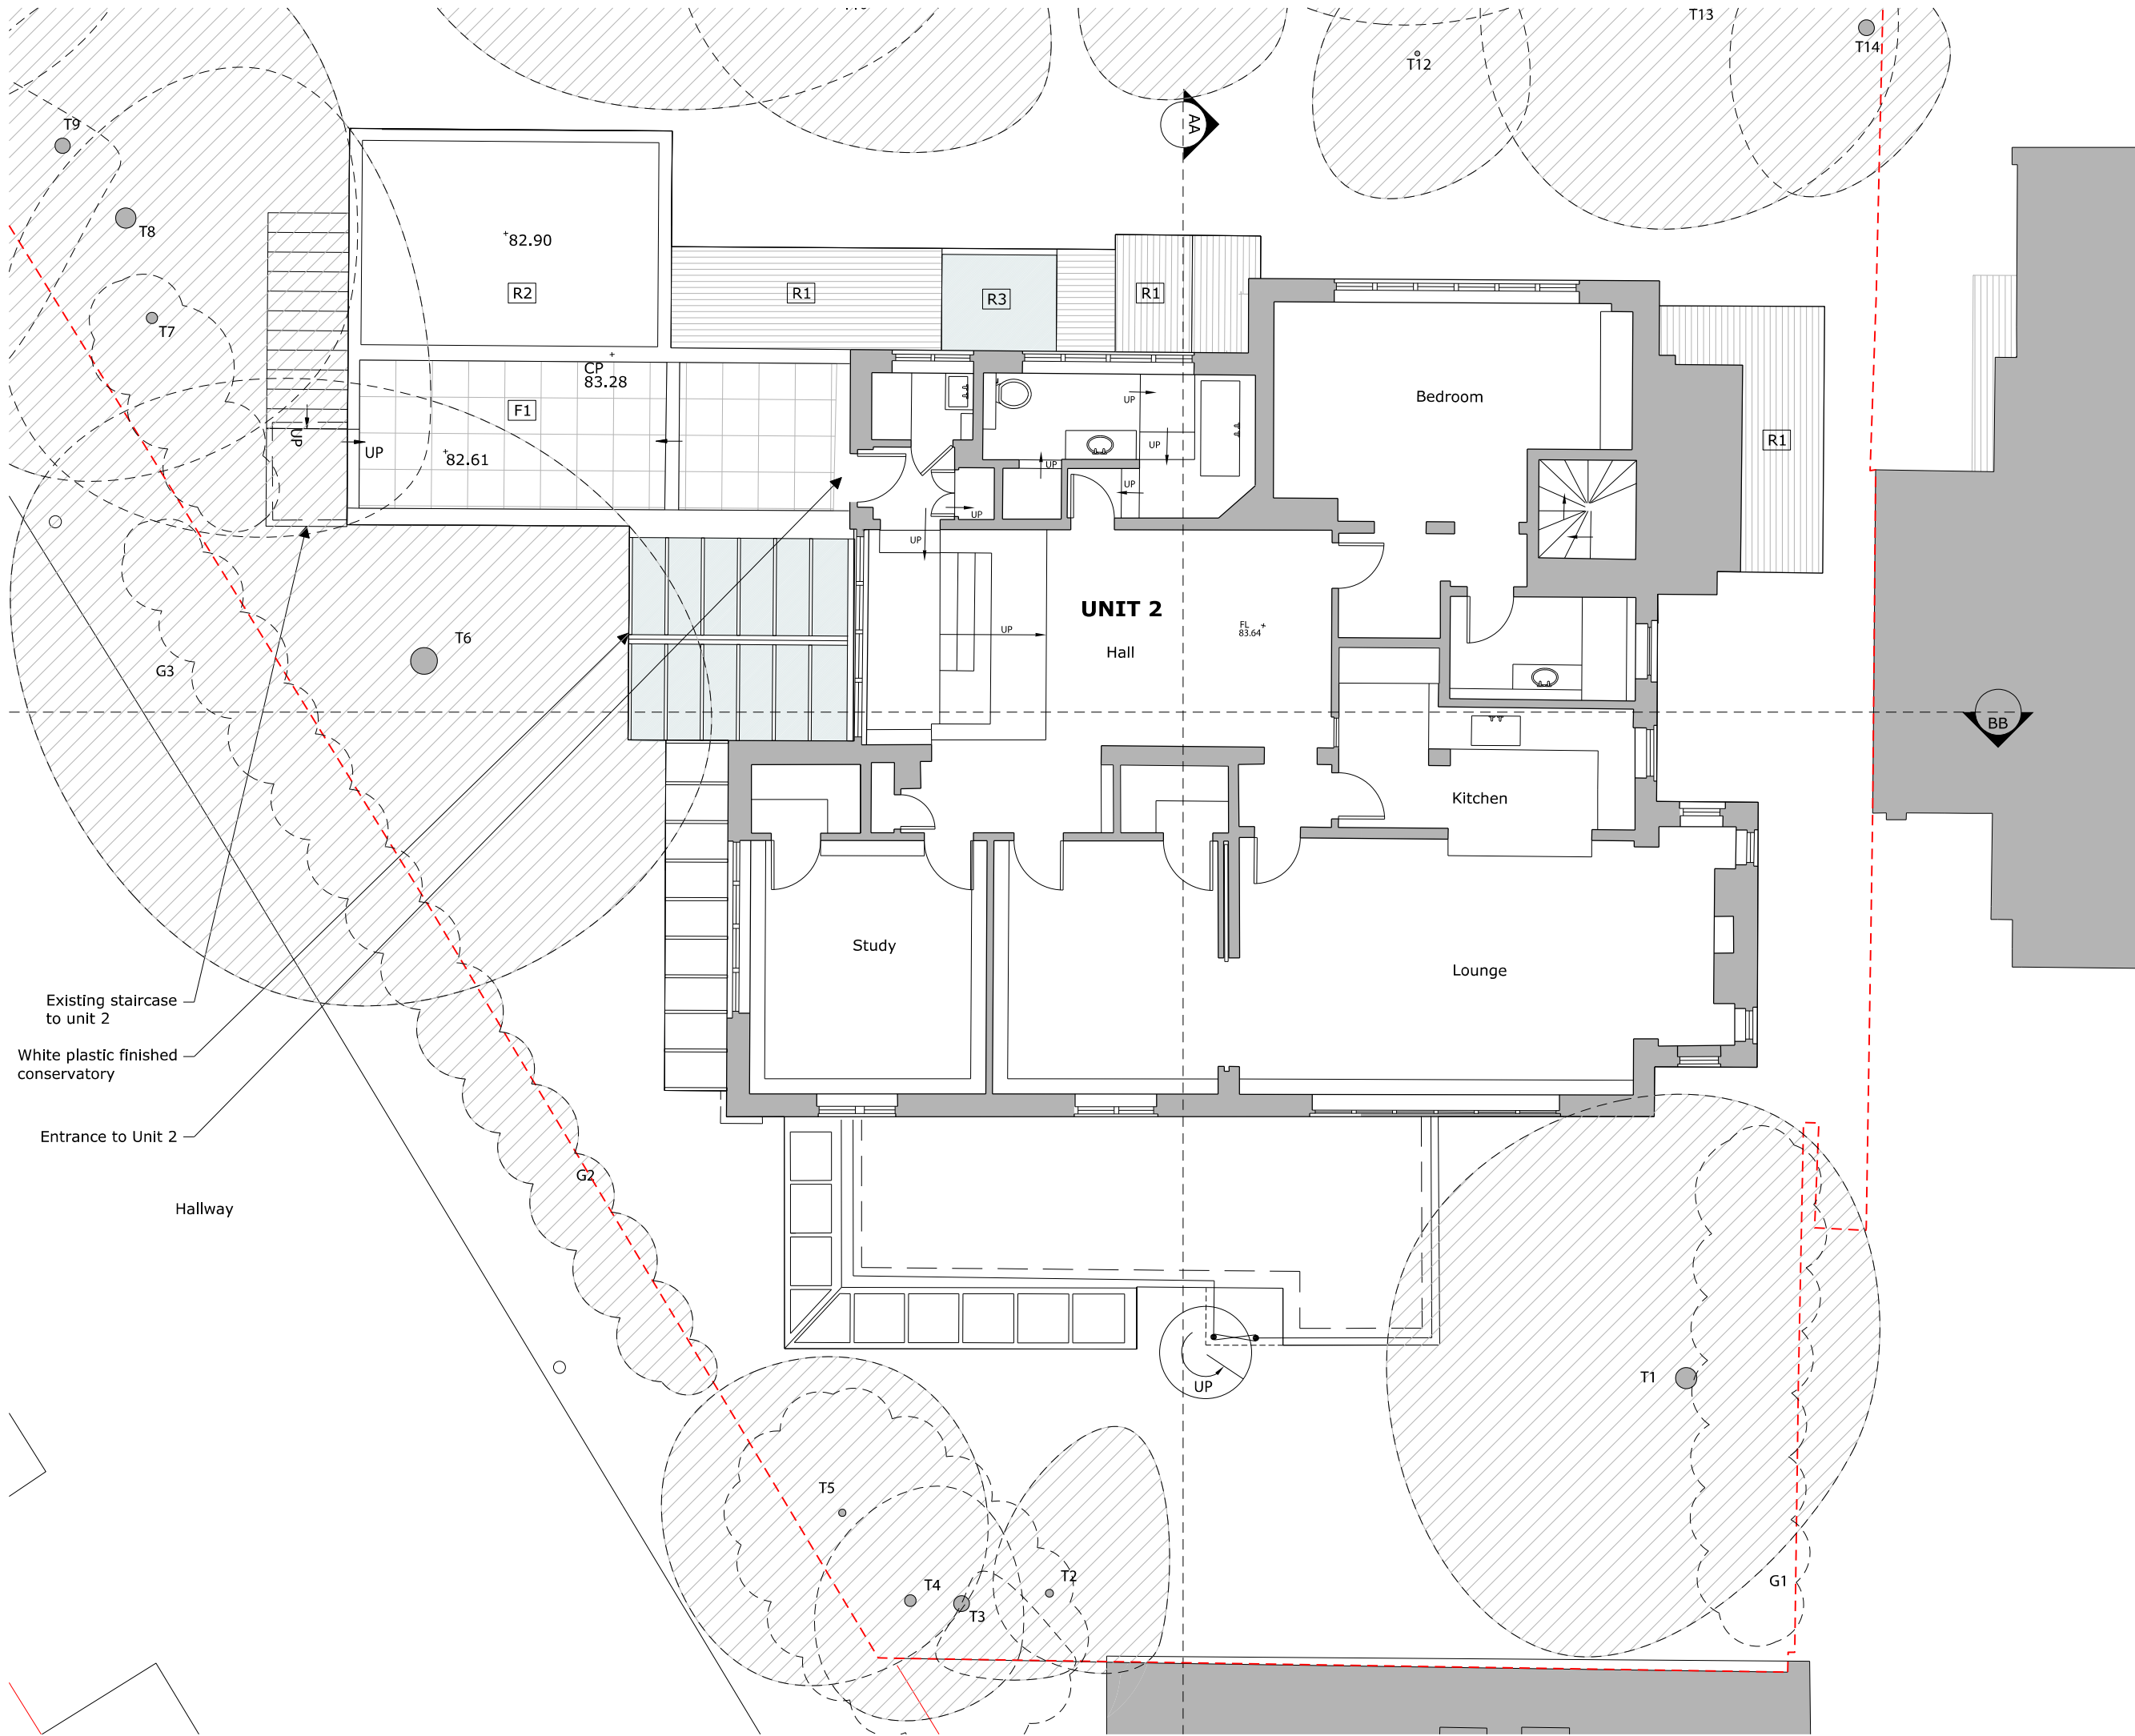 T13
T14
T12
T9
AA
T8
82.90
R2
R1
R3
R1
T7
CP
83.28
F1
UP
UP
82.61
Bedroom
R1
UP
UP
UP
UP
UP
UP
T6
G3
UNIT 2
Hall
UP
FL
83.64
BB
Kitchen
Study
Lounge
Existing staircase
to unit 2
White plastic finished
conservatory
Entrance to Unit 2
G2
Hallway
UP
T1
T5
T4
T3
T2
G1